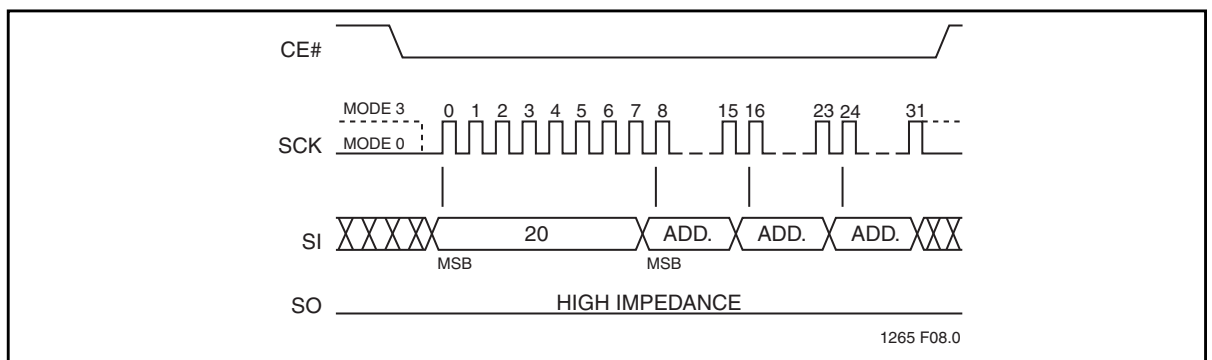 CE#
MODE 3
0 1 2 3 4 5 6 7 8 15 16 23 24 31
SCK
MODE 0
SI
20 ADD. ADD. ADD.
MSB MSB
SO
HIGH IMPEDANCE
1265 F08.0